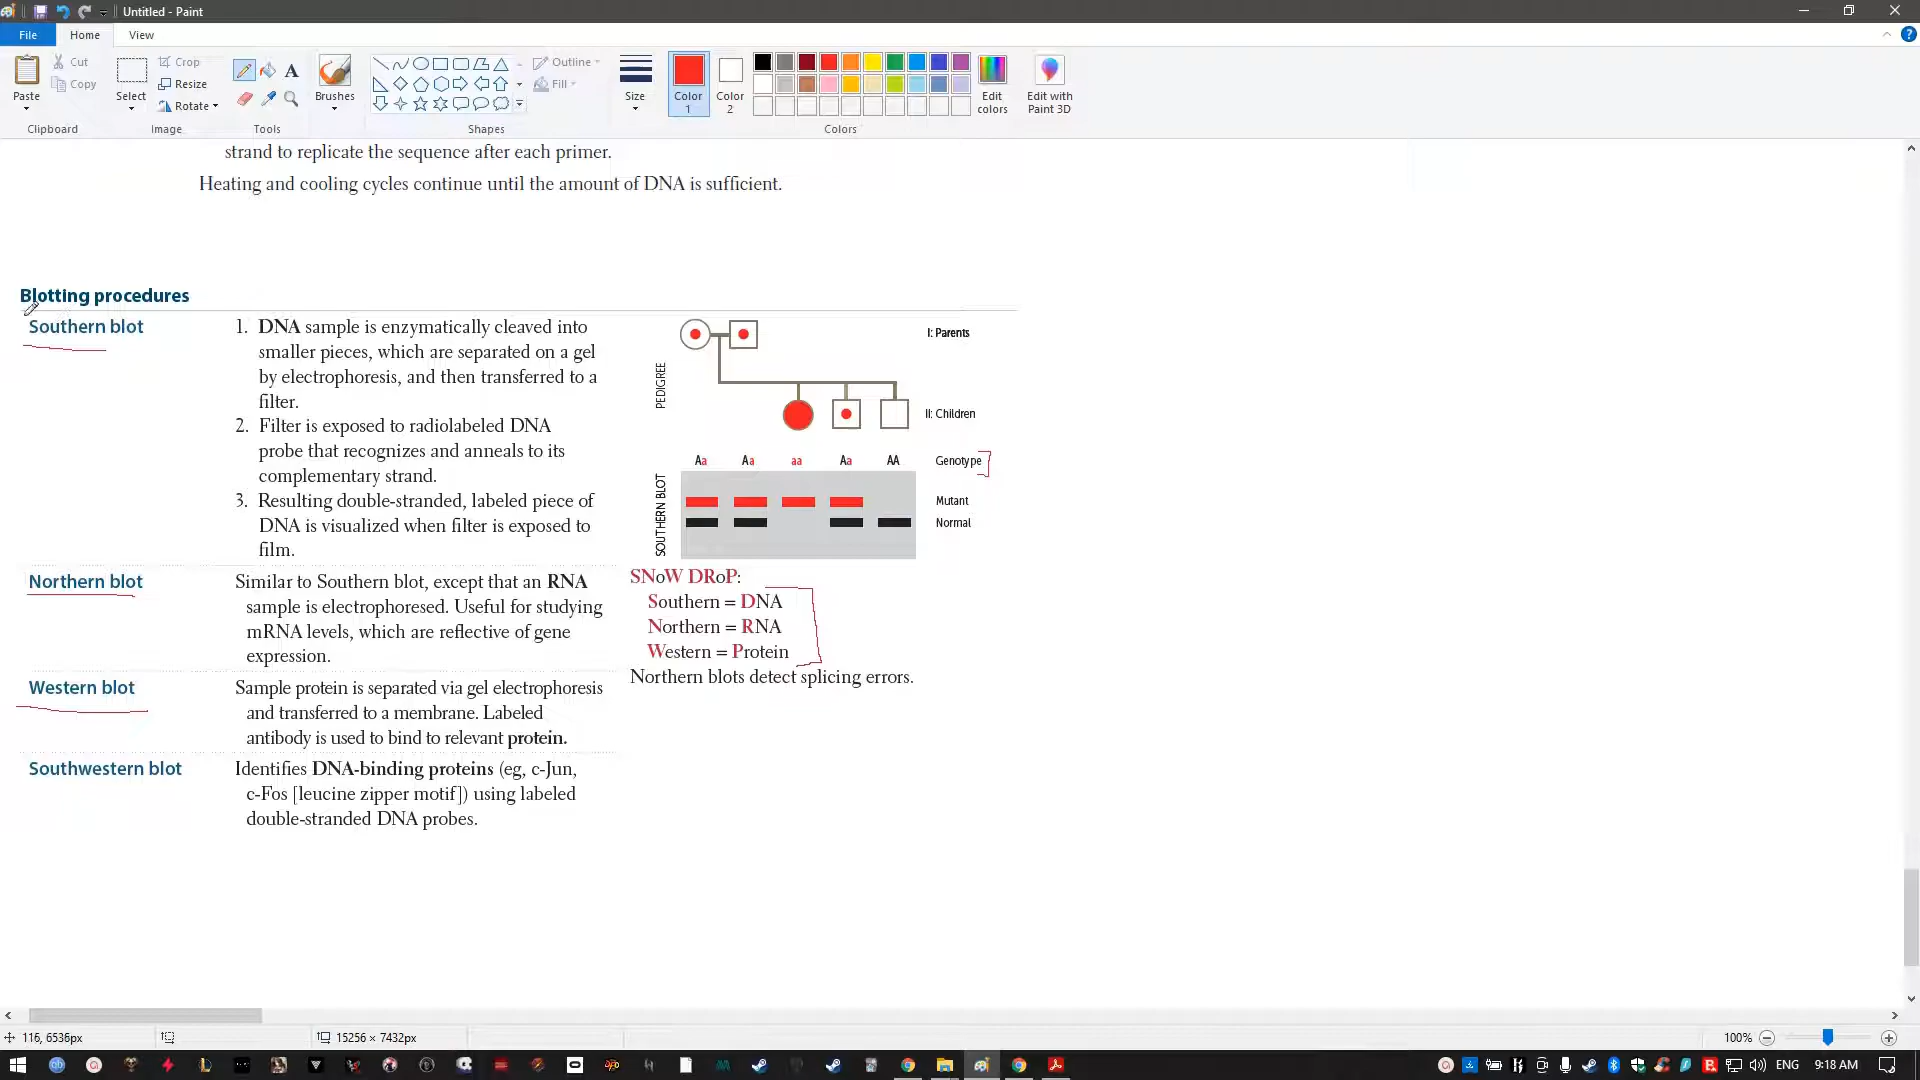 Untitled - Paint
File
Home
View
Paste
Cut
Copy
Clipboard
Select
Crop
Resize
Rotate
Image
Tools
Brushes
Shapes
Outline
Fill
Size
Color 1
Color 2
Edit colors
Edit with Paint 3D
Colors
strand to replicate the sequence after each primer.
Heating and cooling cycles continue until the amount of DNA is sufficient.
Blotting procedures
Southern blot
1. DNA sample is enzymatically cleaved into
smaller pieces, which are separated on a gel
by electrophoresis, and then transferred to a
filter.
2. Filter is exposed to radiolabeled DNA
probe that recognizes and anneals to its
complementary strand.
3. Resulting double-stranded, labeled piece of
DNA is visualized when filter is exposed to
film.
PEDIGREE
I: Parents
II: Children
Aa Aa aa Aa AA Genotype
SOUTHERN BLOT
Mutant
Normal
Northern blot
Similar to Southern blot, except that an RNA
sample is electrophoresed. Useful for studying
mRNA levels, which are reflective of gene
expression.
SNoW DRoP:
Southern = DNA
Northern = RNA
Western = Protein
Northern blots detect splicing errors.
Western blot
Sample protein is separated via gel electrophoresis
and transferred to a membrane. Labeled
antibody is used to bind to relevant protein.
Southwestern blot
Identifies DNA-binding proteins (eg, c-Jun,
c-Fos [leucine zipper motif]) using labeled
double-stranded DNA probes.
116, 6536px
15256 × 7432px
100%
ENG
9:18 AM